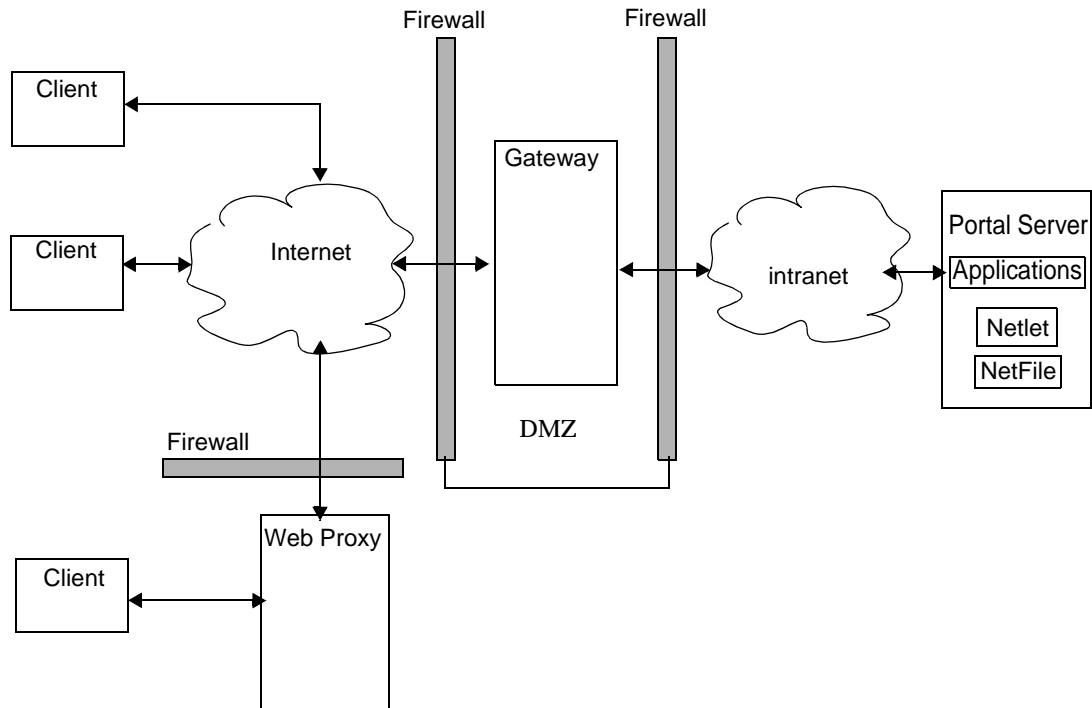 Firewall
Firewall
Client
Gateway
Client
Internet
intranet
Portal Server
Applications
Netlet
NetFile
DMZ
Firewall
Web Proxy
Client